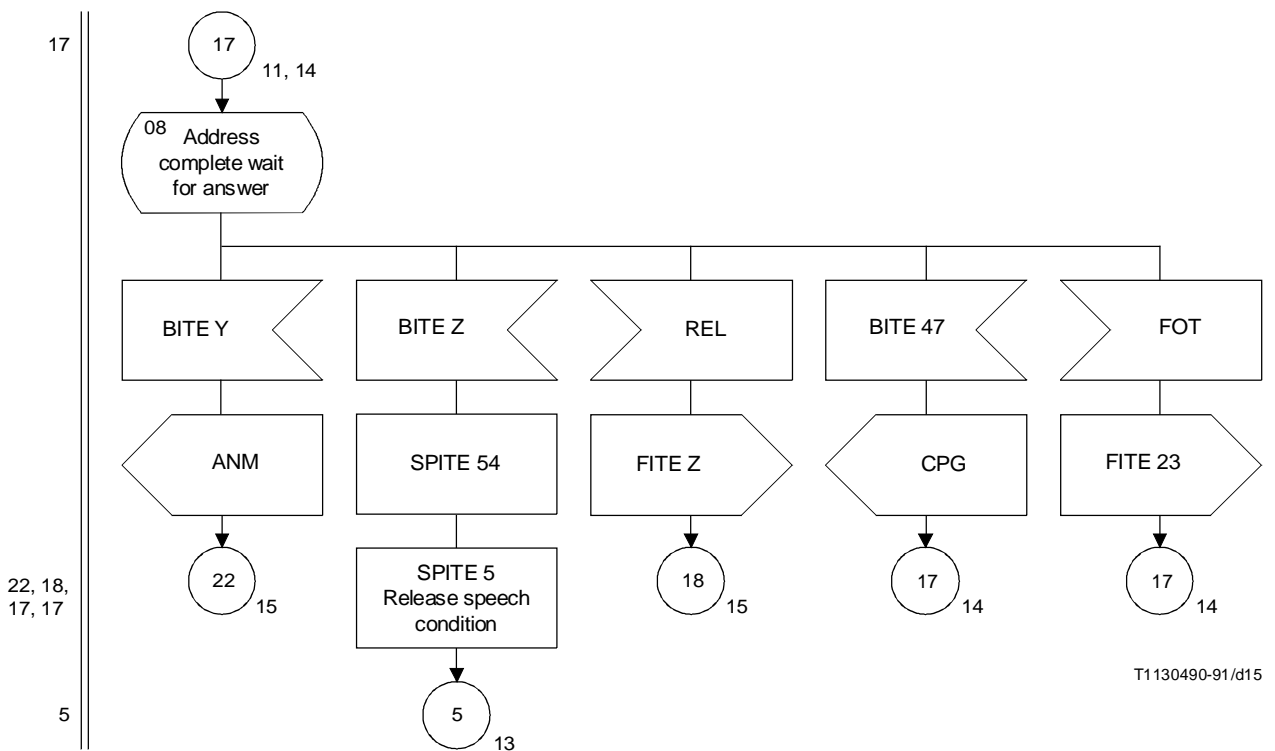 17
17
11, 14
08
Address
complete wait
for answer
BITE Y
BITE Z
REL
BITE 47
FOT
ANM
SPITE 54
FITE Z
CPG
FITE 23
22, 18,
17, 17
22
15
SPITE 5
Release speech
condition
18
15
17
14
17
14
T1130490-91/d15
5
5
13